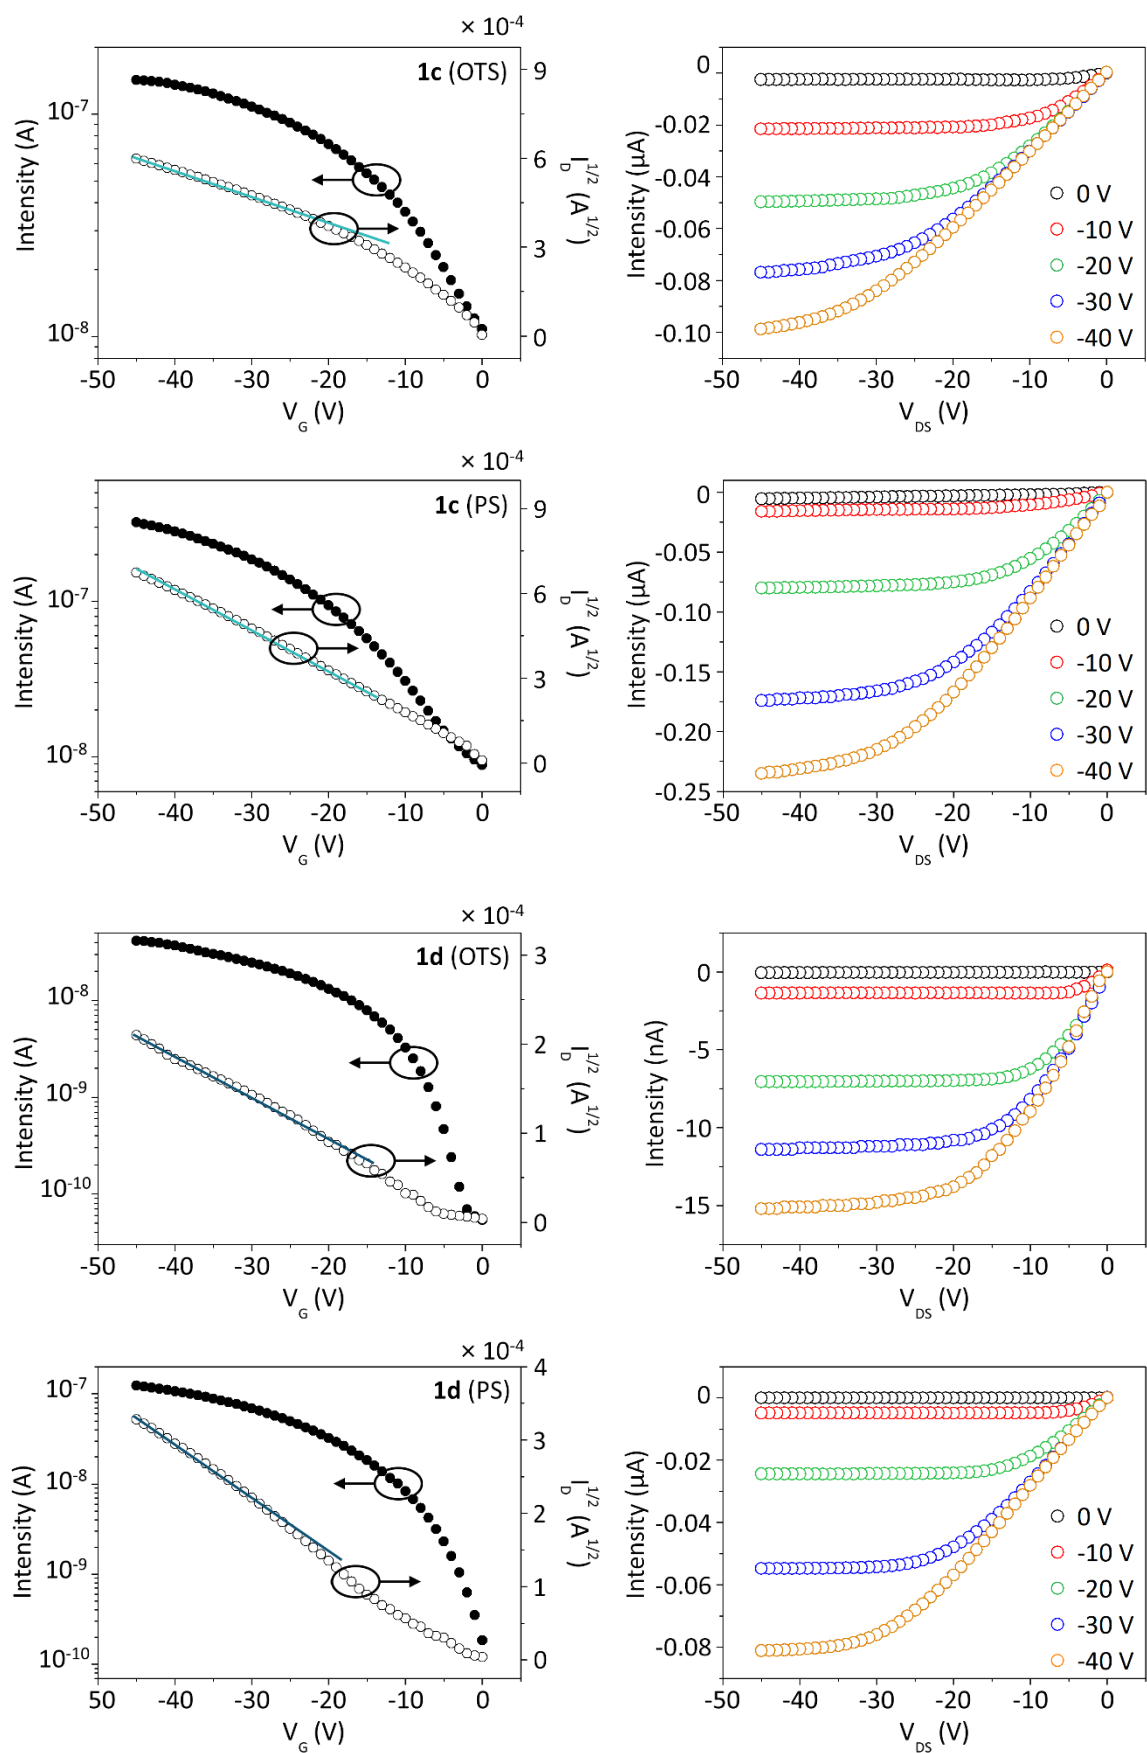 × 10-4
1c (OTS)
10-7
10-8
Intensity (A)
9
6
3
0
ID1/2 (A1/2)
-50 -40 -30 -20 -10 0
VG (V)
0
-0.02
-0.04
-0.06
-0.08
-0.10
Intensity (µA)
0 V
-10 V
-20 V
-30 V
-40 V
-50 -40 -30 -20 -10 0
VDS (V)
× 10-4
1c (PS)
10-7
10-8
Intensity (A)
9
6
3
0
ID1/2 (A1/2)
-50 -40 -30 -20 -10 0
VG (V)
0
-0.05
-0.10
-0.15
-0.20
-0.25
Intensity (µA)
0 V
-10 V
-20 V
-30 V
-40 V
-50 -40 -30 -20 -10 0
VDS (V)
× 10-4
1d (OTS)
10-8
10-9
10-10
Intensity (A)
3
2
1
0
ID1/2 (A1/2)
-50 -40 -30 -20 -10 0
VG (V)
0
-5
-10
-15
Intensity (nA)
-50 -40 -30 -20 -10 0
VDS (V)
× 10-4
1d (PS)
10-7
10-8
10-9
10-10
Intensity (A)
4
3
2
1
0
ID1/2 (A1/2)
-50 -40 -30 -20 -10 0
VG (V)
0
-0.02
-0.04
-0.06
-0.08
Intensity (µA)
0 V
-10 V
-20 V
-30 V
-40 V
-50 -40 -30 -20 -10 0
VDS (V)